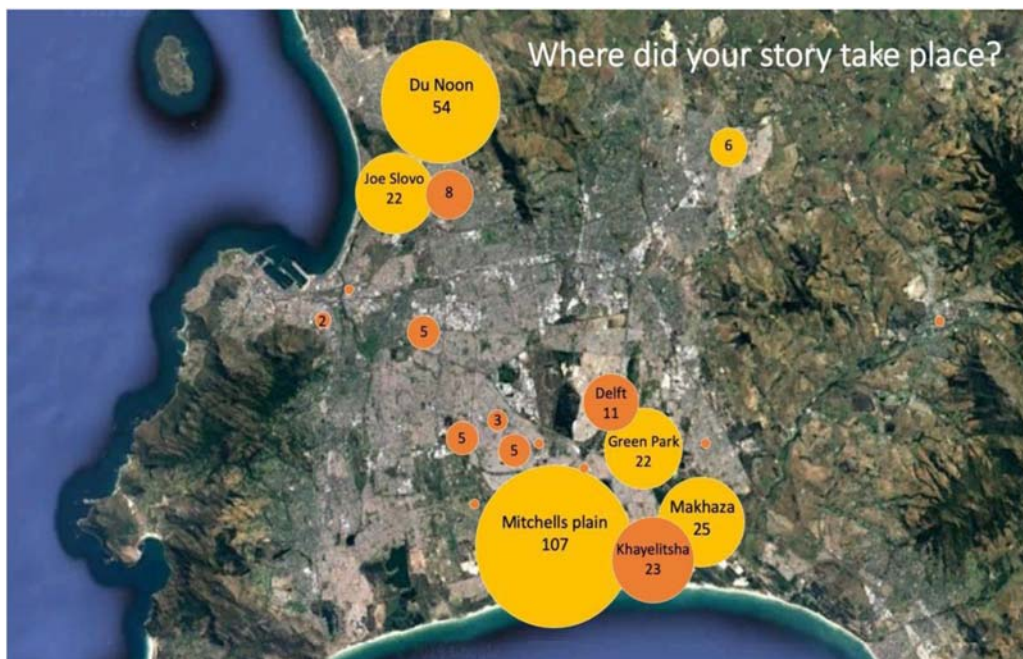 Where did your story take place?
Du Noon
54
6
Joe Slovo
22
8
2
5
Delft
11
3
5
5
Green Park
22
Mitchells plain
107
Makhaza
25
Khayelitsha
23